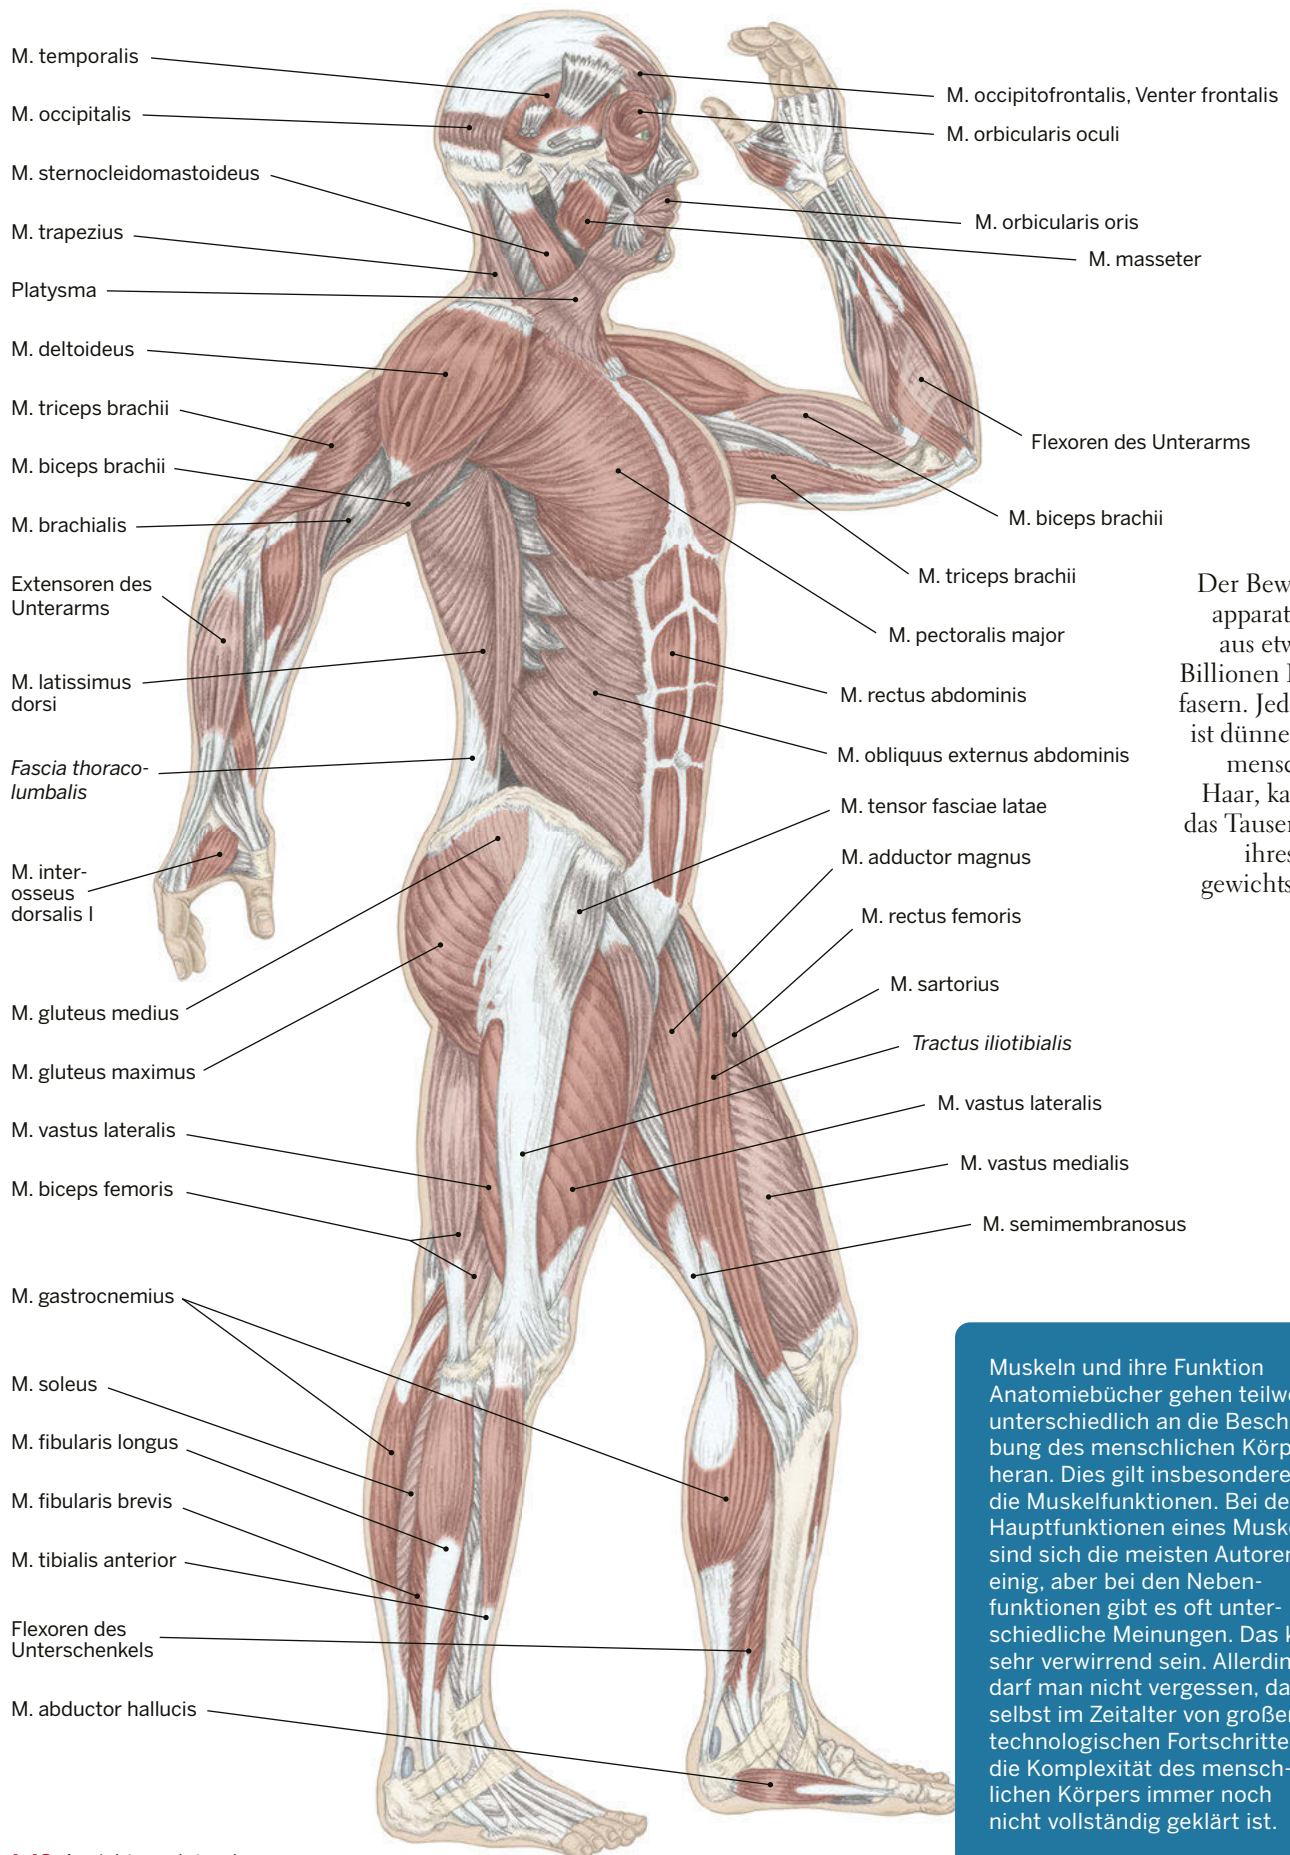 M. temporalis
M. occipitalis
M. sternocleidomastoideus
M. trapezius
Platysma
M. deltoideus
M. triceps brachii
M. biceps brachii
M. brachialis
Extensoren des
Unterarms
M. latissimus
dorsi
Fascia thoraco-
lumbalis
M. inter-
osseus
dorsalis I
M. gluteus medius
M. gluteus maximus
M. vastus lateralis
M. biceps femoris
M. gastrocnemius
M. soleus
M. fibularis longus
M. fibularis brevis
M. tibialis anterior
Flexoren des
Unterschenkels
M. abductor hallucis
M. occipitofrontalis, Venter frontalis
M. orbicularis oculi
M. orbicularis oris
M. masseter
Flexoren des Unterarms
M. biceps brachii
M. triceps brachii
M. pectoralis major
M. rectus abdominis
M. obliquus externus abdominis
M. tensor fasciae latae
M. adductor magnus
M. rectus femoris
M. sartorius
Tractus iliotibialis
M. vastus lateralis
M. vastus medialis
M. semimembranosus
Der Bew
apparat
aus etw
Billionen
fasern. Jed
ist dünne
mensc
Haar, ka
das Tausen
ihres
gewichts
Muskeln und ihre Funktion
Anatomiebücher gehen teilw
unterschiedlich an die Besch
bung des menschlichen Körp
heran. Dies gilt insbesondere
die Muskelfunktionen. Bei de
Hauptfunktionen eines Musk
sind sich die meisten Autore
einig, aber bei den Neben-
funktionen gibt es oft unter-
schiedliche Meinungen. Das
sehr verwirrend sein. Allerdin
darf man nicht vergessen, da
selbst im Zeitalter von große
technologischen Fortschritte
die Komplexität des mensch-
lichen Körpers immer noch
nicht vollständig geklärt ist.